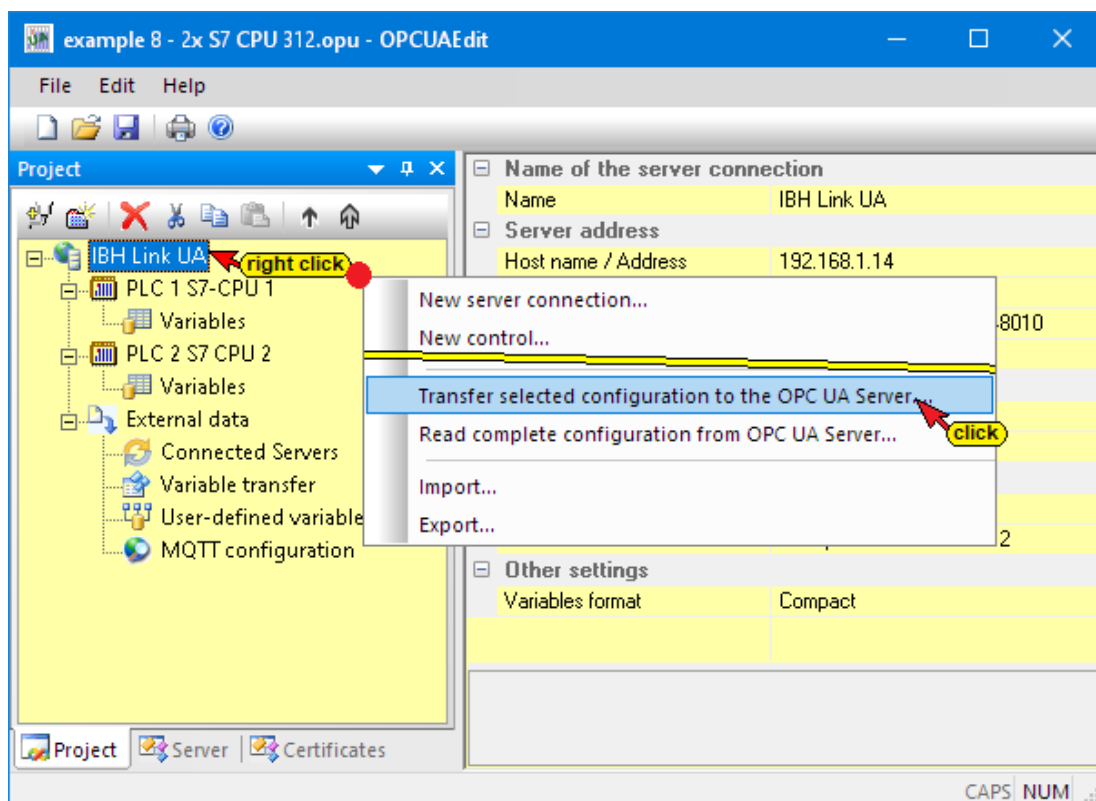 example 8 - 2x S7 CPU 312.opu - OPCUAEdit
File Edit Help
Project
IBH Link UA
right click
PLC 1 S7-CPU 1
Variables
PLC 2 S7 CPU 2
Variables
External data
Connected Servers
Variable transfer
User-defined variable
MQTT configuration
Name of the server connection
Name IBH Link UA
Server address
Host name / Address 192.168.1.14
8010
New server connection...
New control...
Transfer selected configuration to the OPC UA Server...
click
Read complete configuration from OPC UA Server...
Import...
Export...
2
Other settings
Variables format Compact
Project Server Certificates
CAPS NUM